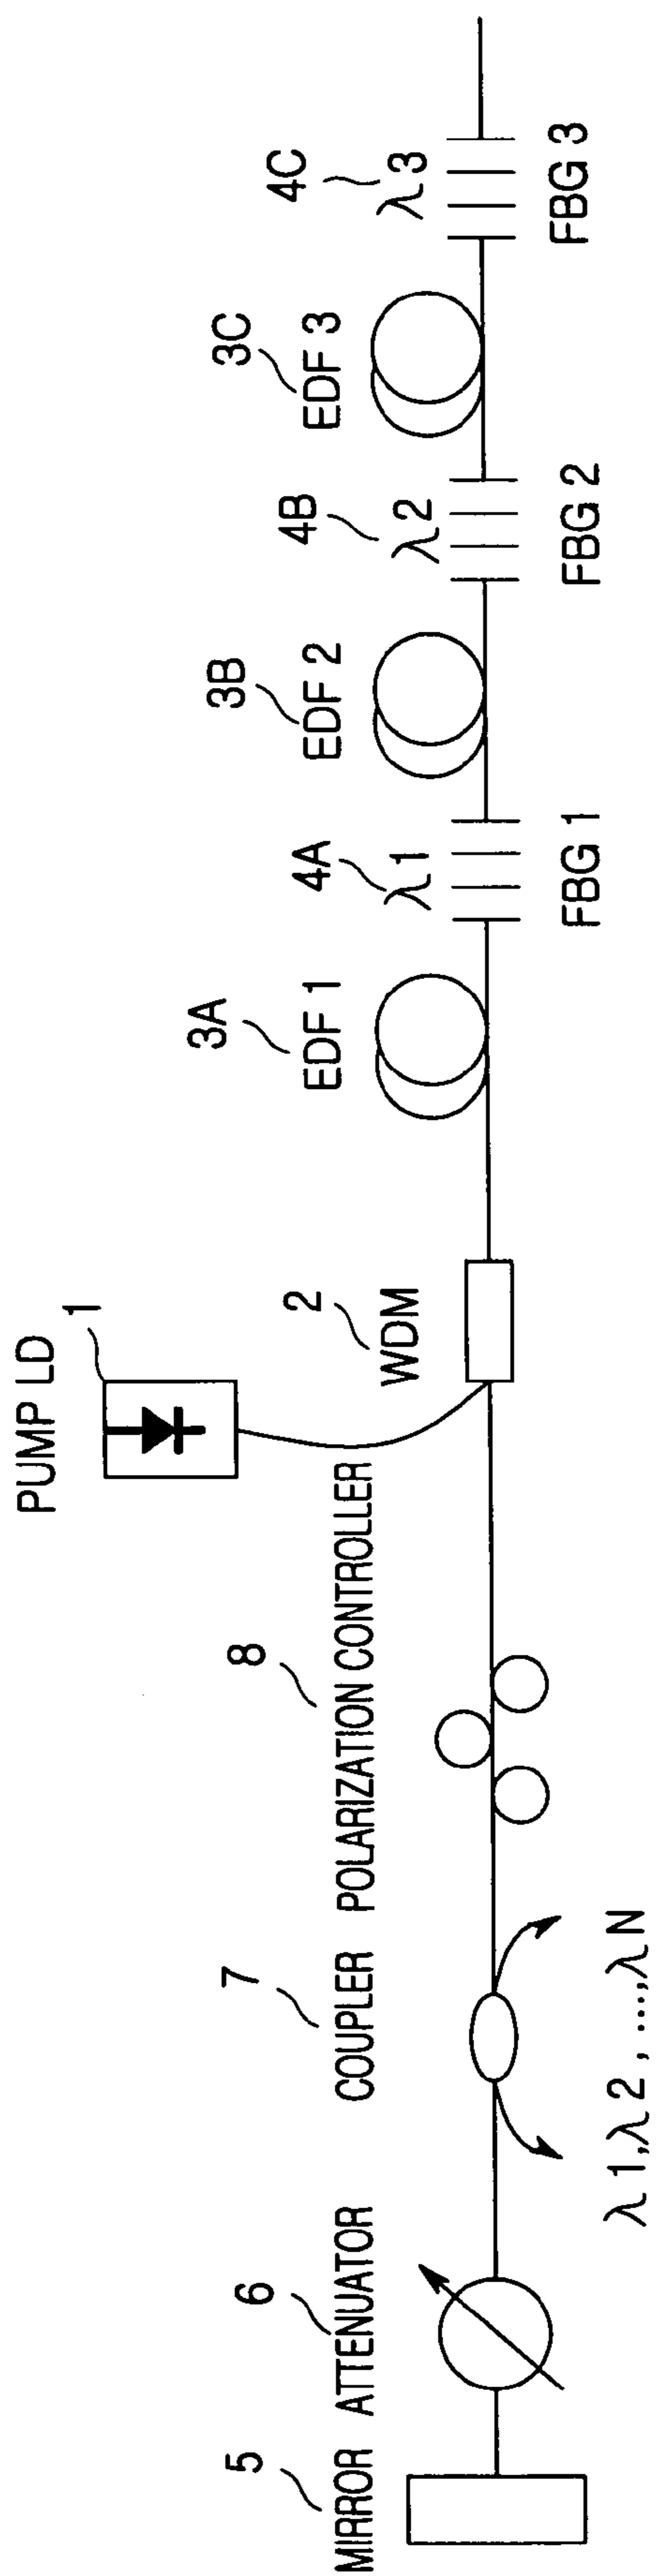 PUMP LD
1
5
MIRROR
6
ATTENUATOR
7
COUPLER
8
POLARIZATION CONTROLLER
2
WDM
3A
EDF 1
4A
λ1
3B
EDF 2
4B
λ2
3C
EDF 3
4C
λ3
λ1,λ2, ....,λN
FBG 1
FBG 2
FBG 3